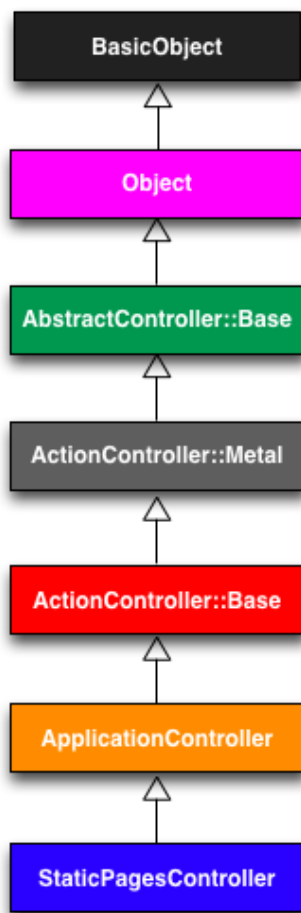 BasicObject
Object
AbstractController::Base
ActionController::Metal
ActionController::Base
ApplicationController
StaticPagesController